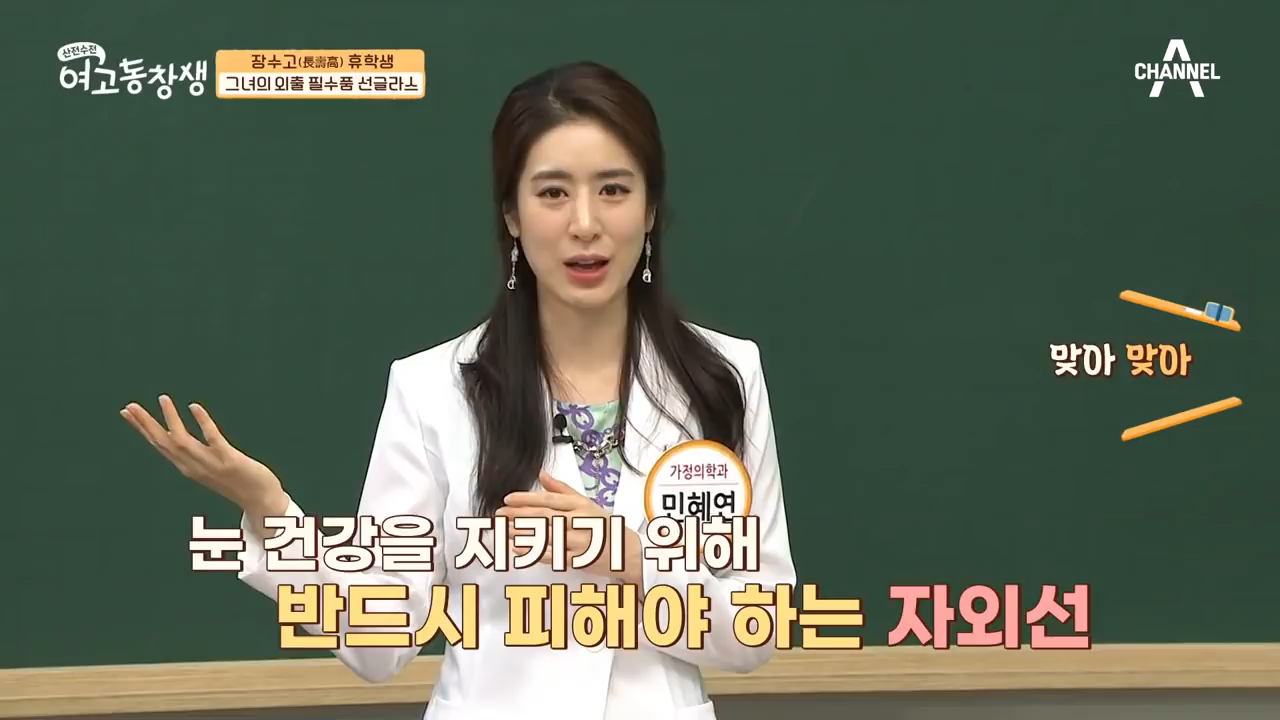 산전수전
여고동창생
장수고(長壽高) 휴학생
그녀의 외출 필수품 선글라스
CHANNEL A
맞아 맞아
가정의학과
민혜연
눈 건강을 지키기 위해
반드시 피해야 하는 자외선